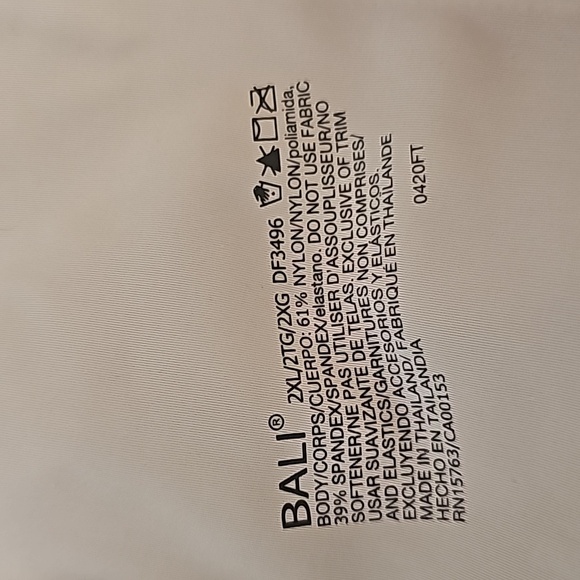 BALI® 2XL/2TG/2XG DF3496
BODY/CORPS/CUERPO: 61% NYLON/NYLON/poliamida,
39% SPANDEX/SPANDEX/elastano. DO NOT USE FABRIC
SOFTENER/NE PAS UTILISER D'ASSOUPLISSEUR/NO
USAR SUAVIZANTE DE TELAS. EXCLUSIVE OF TRIM
AND ELASTICS/GARNITURES NON COMPRISES/
EXCLUYENDO ACCESORIOS Y ELÁSTICOS.
MADE IN THAILAND/ FABRIQUÉ EN THAÏLANDE
HECHO EN TAILANDIA
RN15763/CA00153 0420FT